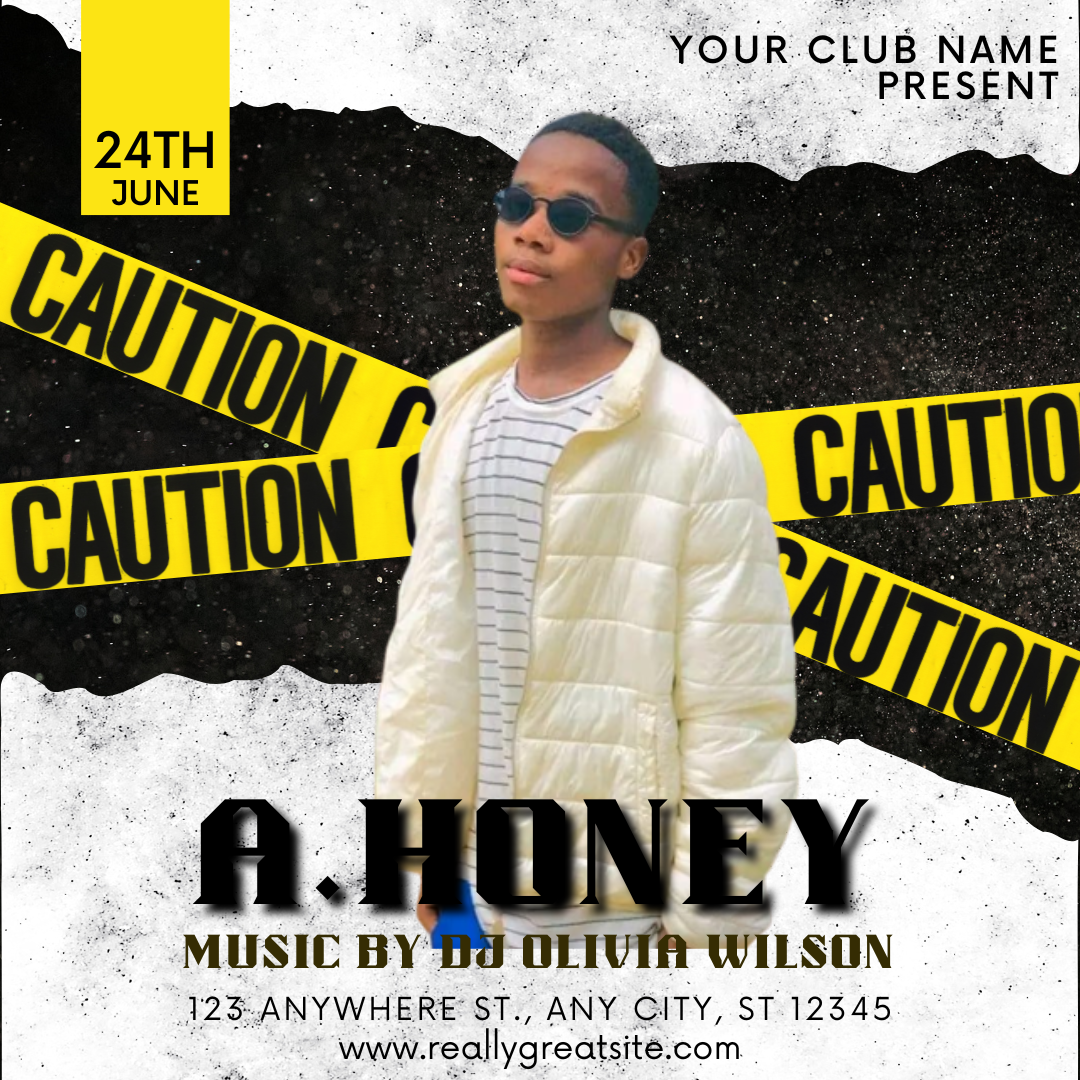 YOUR CLUB NAME
PRESENT
24TH
JUNE
CAUTION C
CAUTION C
CAUTIO
CAUTION
A.HONEY
MUSIC BY DJ OLIVIA WILSON
123 ANYWHERE ST., ANY CITY, ST 12345
www.reallygreatsite.com